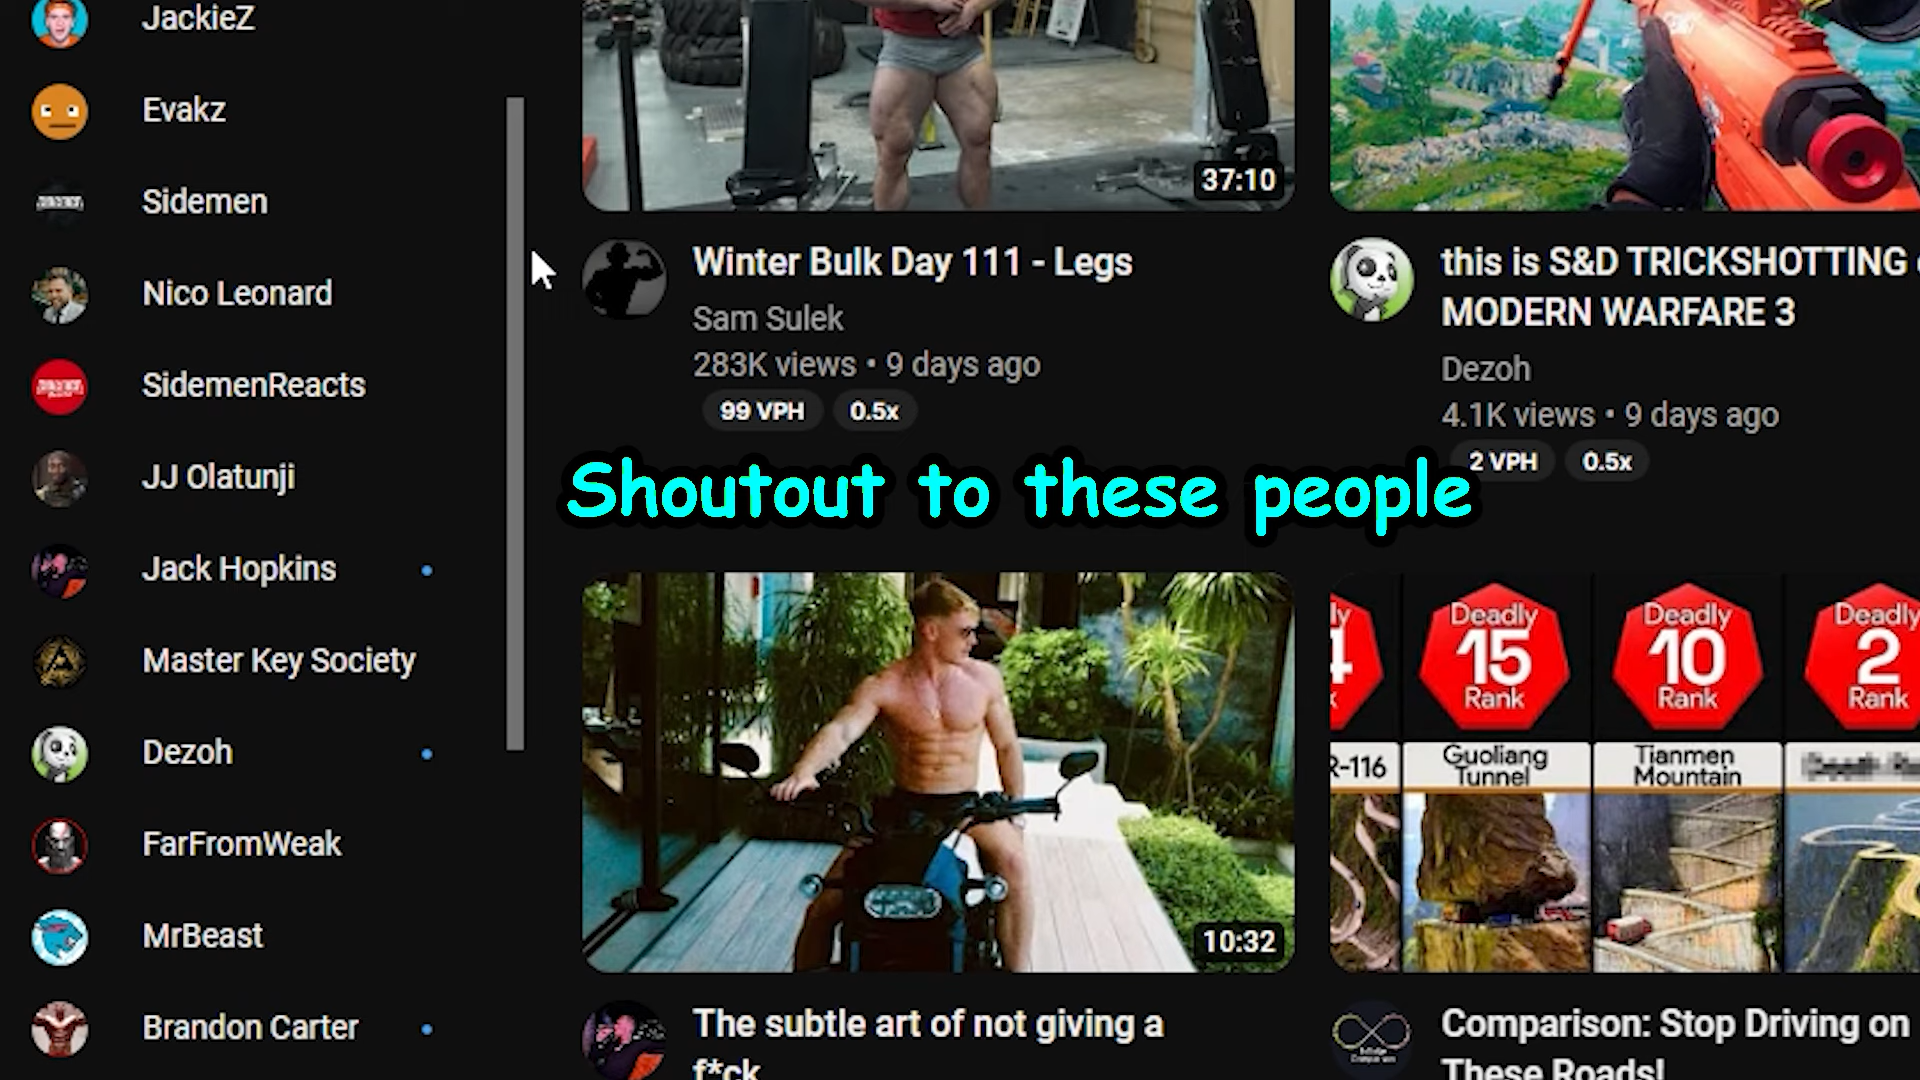 JackieZ
Evakz
Sidemen
Nico Leonard
SidemenReacts
JJ Olatunji
Jack Hopkins
Master Key Society
Dezoh
FarFromWeak
MrBeast
Brandon Carter
37:10
Winter Bulk Day 111 - Legs
Sam Sulek
283K views • 9 days ago
99 VPH 0.5x
this is S&D TRICKSHOTTING
MODERN WARFARE 3
Dezoh
4.1K views • 9 days ago
2 VPH 0.5x
Shoutout to these people
10:32
The subtle art of not giving a
f*ck
Deadly
15
Rank
Guoliang
Tunnel
Deadly
10
Rank
Tianmen
Mountain
Deadly
2
Rank
R-116
Comparison: Stop Driving on
These Roads!